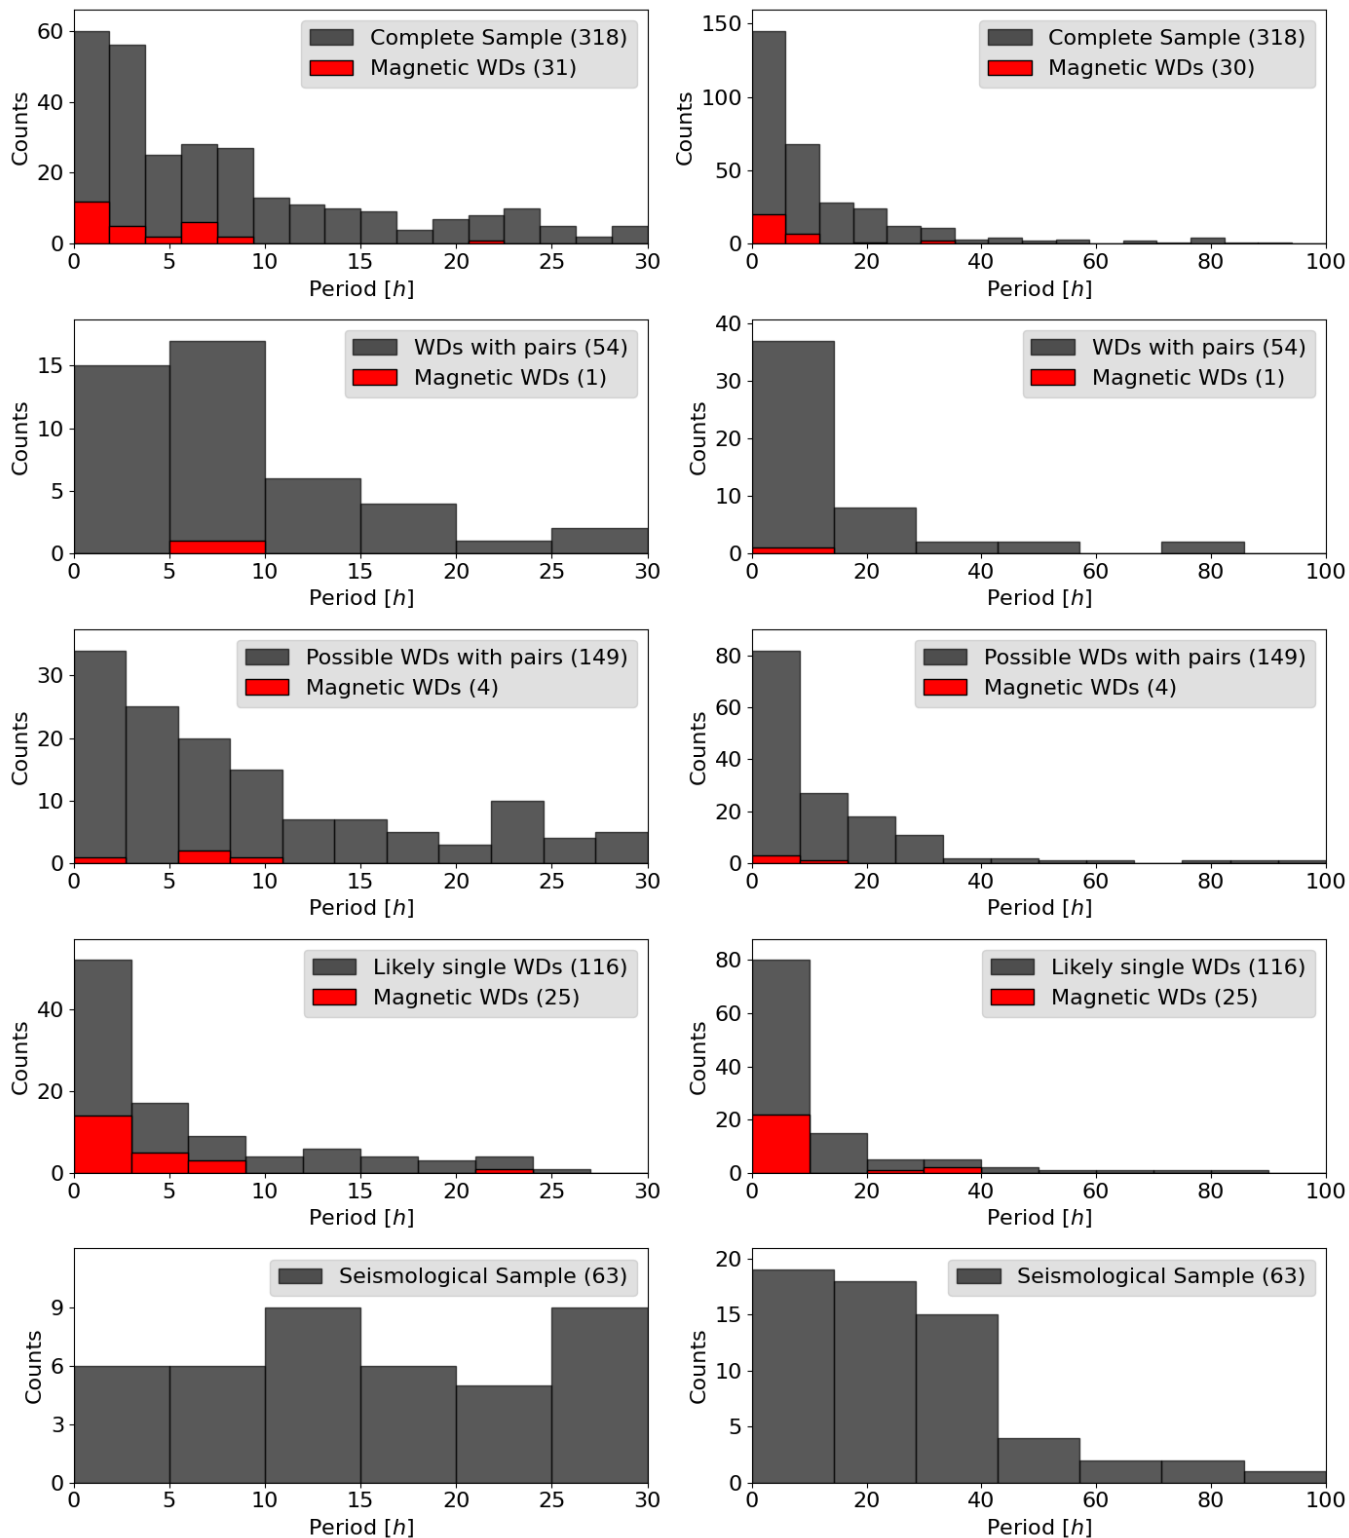 Complete Sample (318)
Magnetic WDs (31)
60
40
20
0
Counts
0 5 10 15 20 25 30
Period [h]
Complete Sample (318)
Magnetic WDs (30)
150
100
50
0
Counts
0 20 40 60 80 100
Period [h]
WDs with pairs (54)
Magnetic WDs (1)
15
10
5
0
Counts
0 5 10 15 20 25 30
Period [h]
WDs with pairs (54)
Magnetic WDs (1)
40
30
20
10
0
Counts
0 20 40 60 80 100
Period [h]
Possible WDs with pairs (149)
Magnetic WDs (4)
30
20
10
0
Counts
0 5 10 15 20 25 30
Period [h]
Possible WDs with pairs (149)
Magnetic WDs (4)
80
60
40
20
0
Counts
0 20 40 60 80 100
Period [h]
Likely single WDs (116)
Magnetic WDs (25)
40
20
0
Counts
0 5 10 15 20 25 30
Period [h]
Likely single WDs (116)
Magnetic WDs (25)
80
60
40
20
0
Counts
0 20 40 60 80 100
Period [h]
Seismological Sample (63)
9
6
3
0
Counts
0 5 10 15 20 25 30
Period [h]
Seismological Sample (63)
20
15
10
5
0
Counts
0 20 40 60 80 100
Period [h]